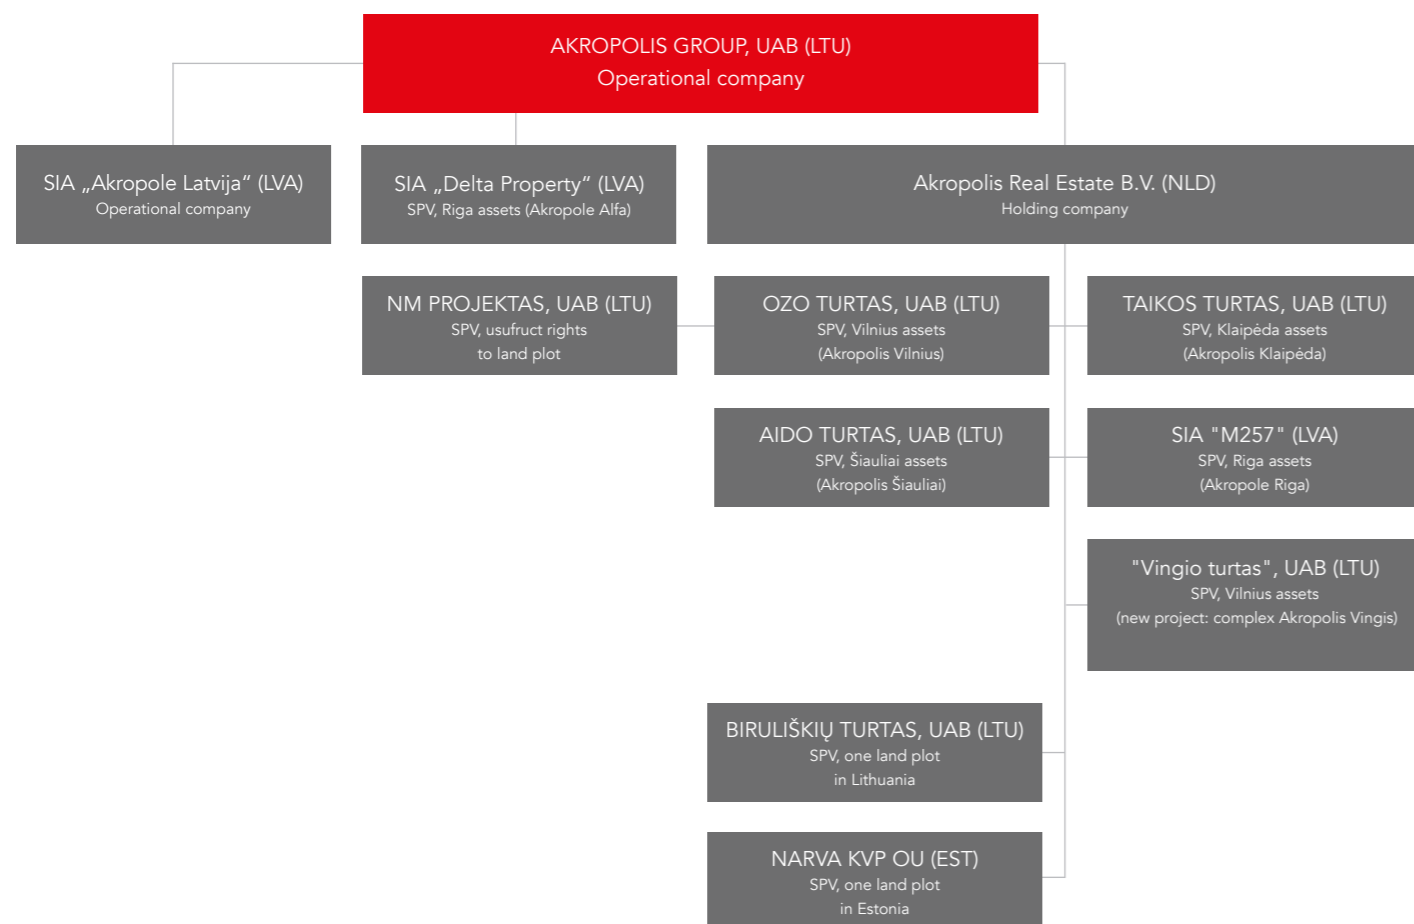 AKROPOLIS GROUP, UAB (LTU)
Operational company
SIA „Akropole Latvija“ (LVA)
Operational company
SIA „Delta Property“ (LVA)
SPV, Riga assets (Akropole Alfa)
Akropolis Real Estate B.V. (NLD)
Holding company
NM PROJEKTAS, UAB (LTU)
SPV, usufruct rights
to land plot
OZO TURTAS, UAB (LTU)
SPV, Vilnius assets
(Akropolis Vilnius)
TAIKOS TURTAS, UAB (LTU)
SPV, Klaipėda assets
(Akropolis Klaipėda)
AIDO TURTAS, UAB (LTU)
SPV, Šiauliai assets
(Akropolis Šiauliai)
SIA "M257" (LVA)
SPV, Riga assets
(Akropole Riga)
"Vingio turtas", UAB (LTU)
SPV, Vilnius assets
(new project: complex Akropolis Vingis)
BIRULIŠKIŲ TURTAS, UAB (LTU)
SPV, one land plot
in Lithuania
NARVA KVP OU (EST)
SPV, one land plot
in Estonia